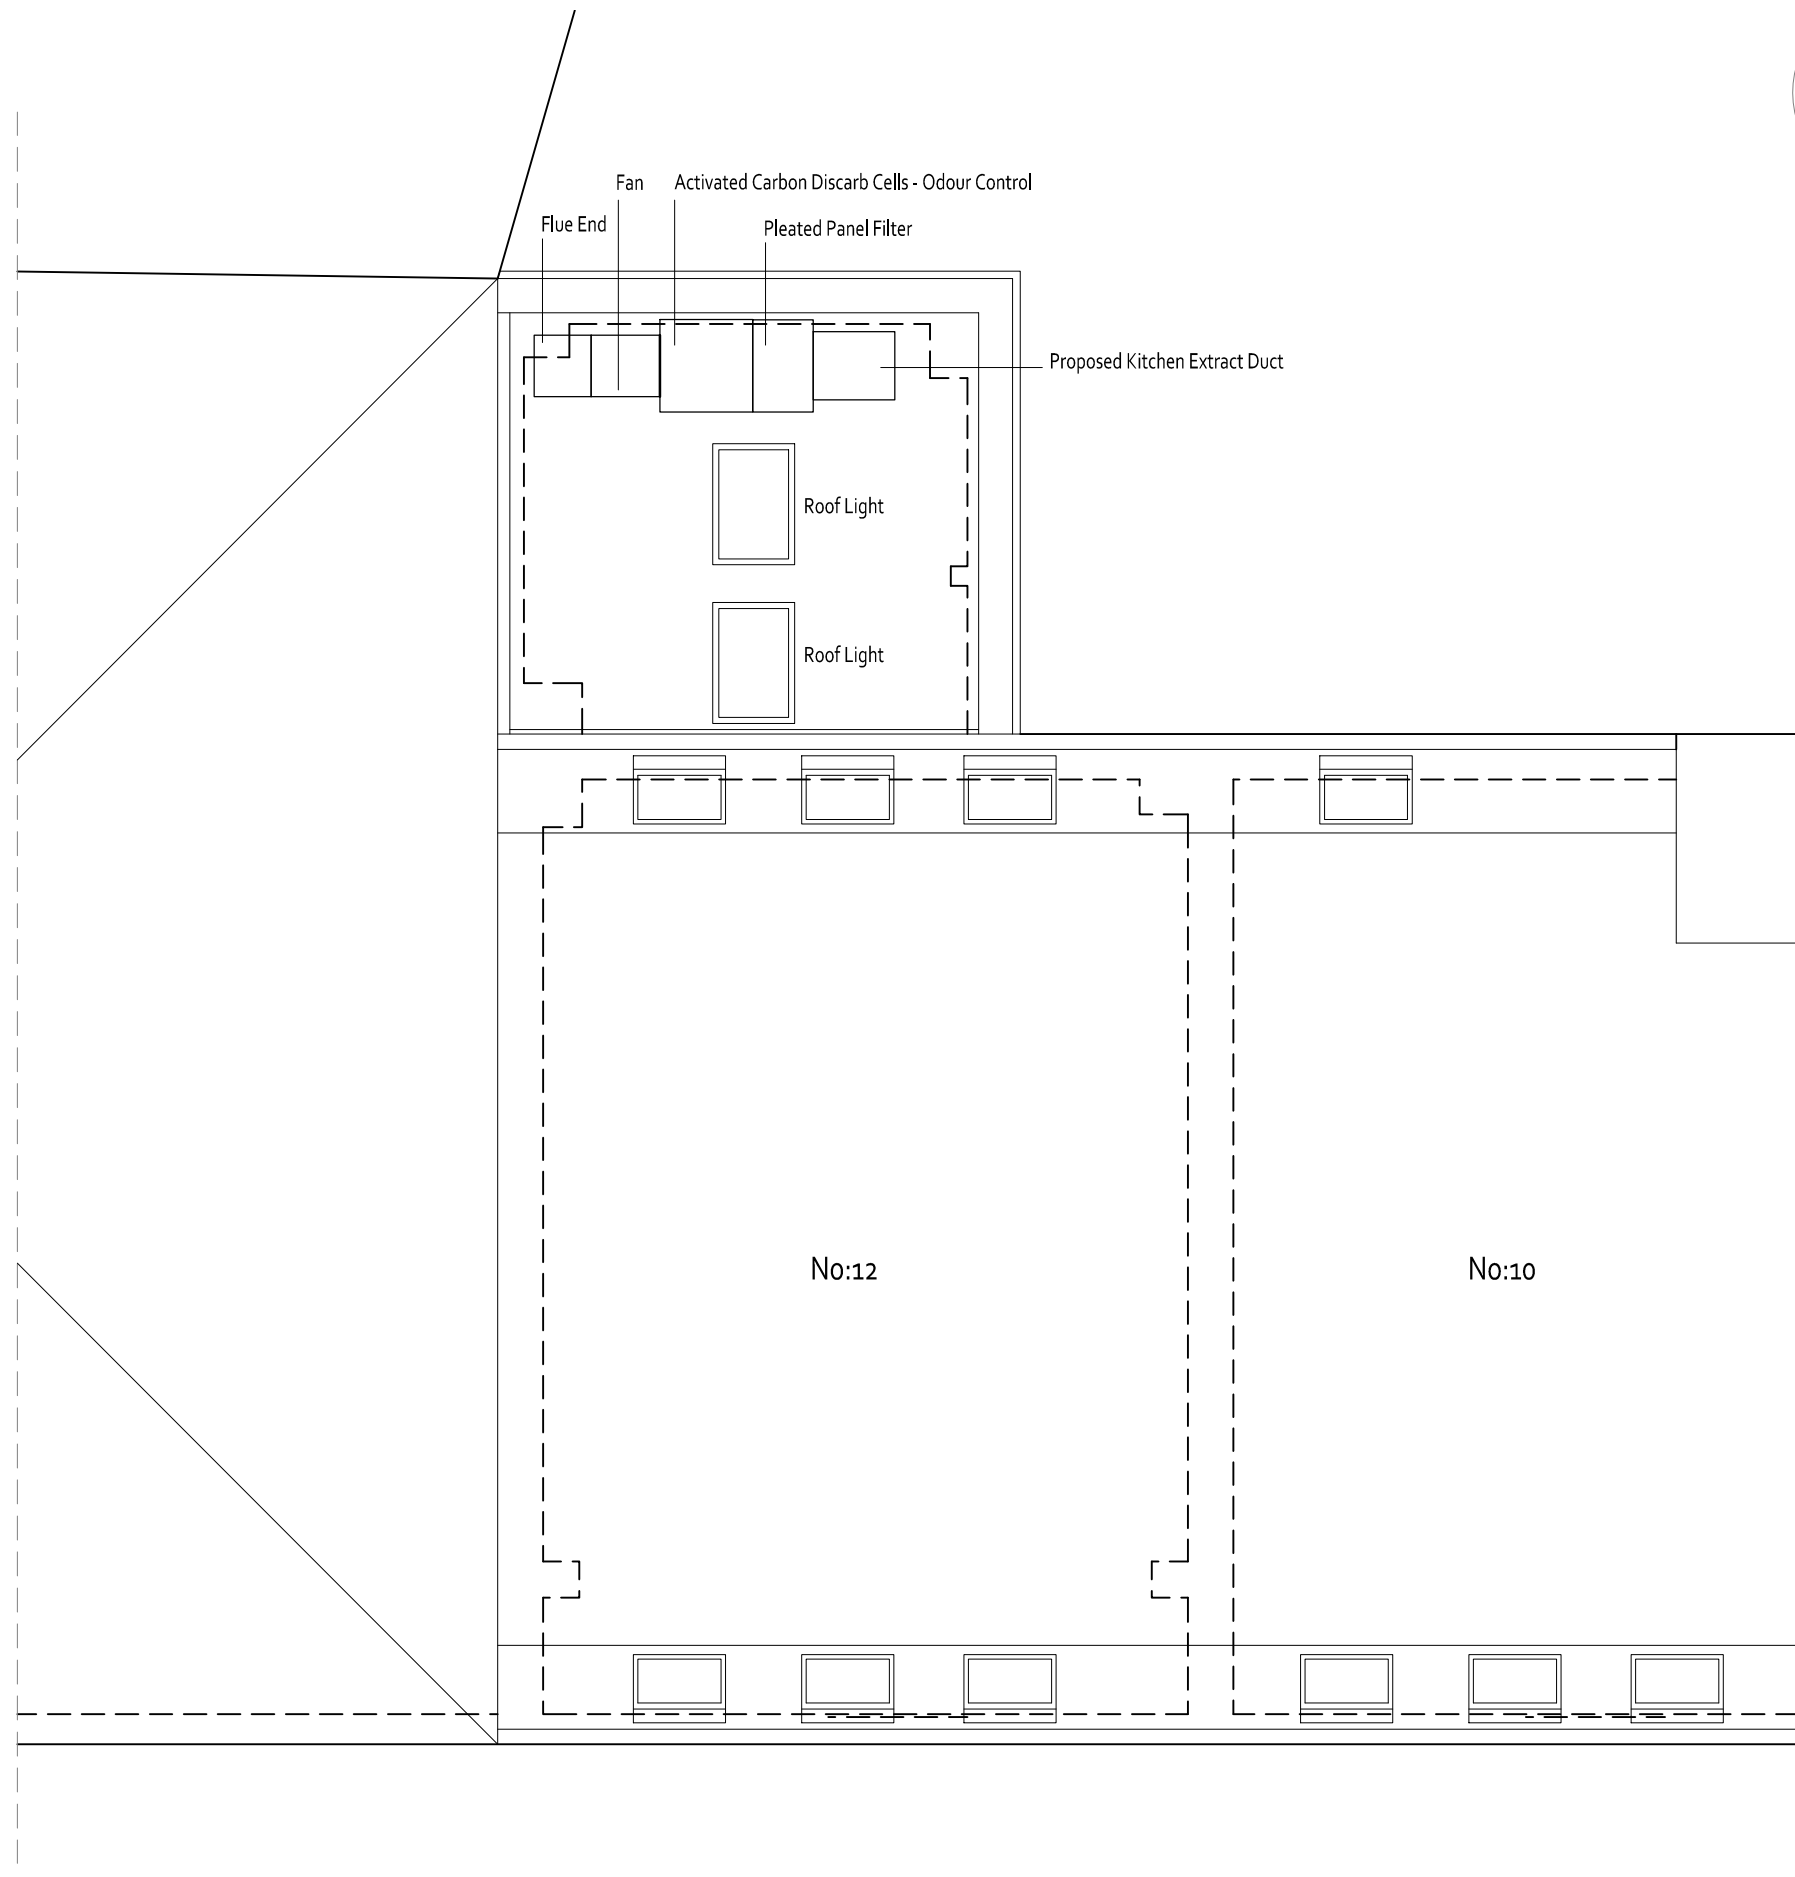 Fan
Activated Carbon Discarb Cells - Odour Control
Flue End
Pleated Panel Filter
Proposed Kitchen Extract Duct
Roof Light
Roof Light
No:12
No:10